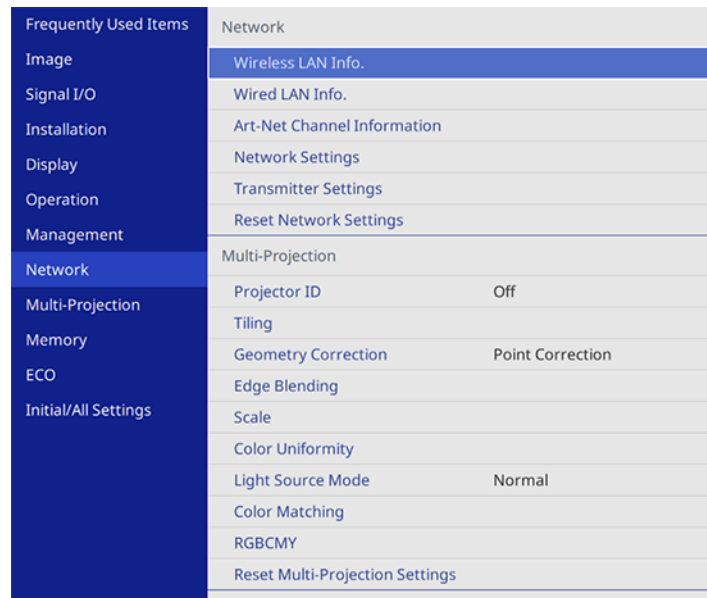 Frequently Used Items
Image
Signal I/O
Installation
Display
Operation
Management
Network
Multi-Projection
Memory
ECO
Initial/All Settings
Network
Wireless LAN Info.
Wired LAN Info.
Art-Net Channel Information
Network Settings
Transmitter Settings
Reset Network Settings
Multi-Projection
Projector ID Off
Tiling
Geometry Correction Point Correction
Edge Blending
Scale
Color Uniformity
Light Source Mode Normal
Color Matching
RGBCMY
Reset Multi-Projection Settings